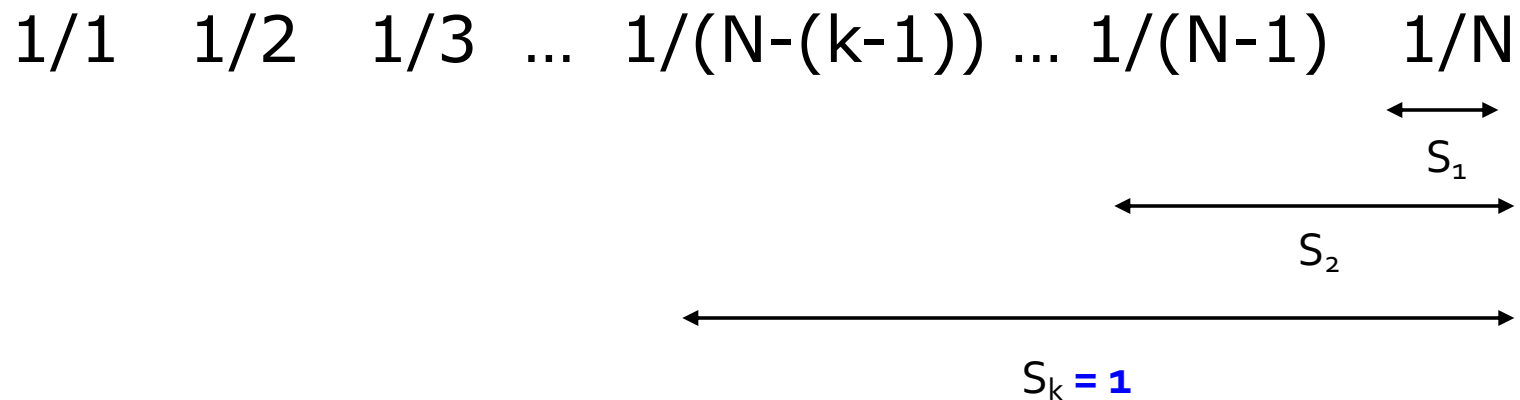 1/1 1/2 1/3 … 1/(N-(k-1)) … 1/(N-1) 1/N
S₁
S₂
Sₖ = 1